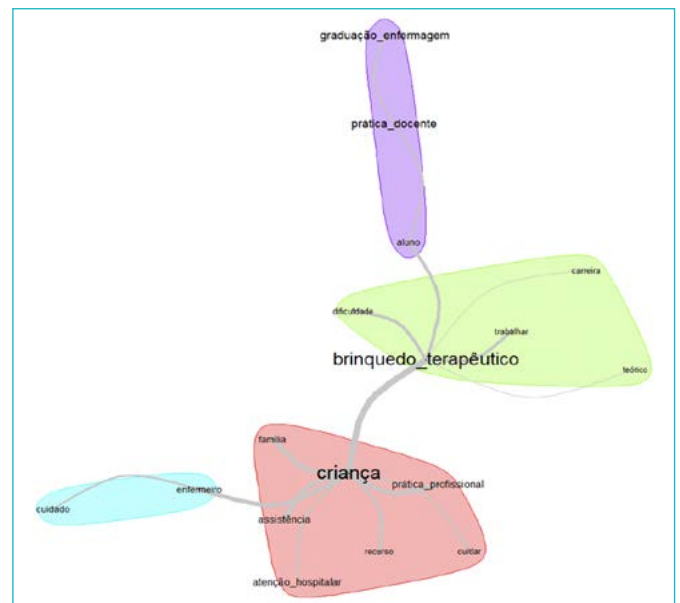 graduação_enfermagem
prática_docente
aluno
carreira
dificuldade
trabalhar
brinquedo_terapêutico
teórico
família
criança
prática_profissional
enfermeiro
cuidado
assistência
recurso
cuidar
atenção_hospitalar